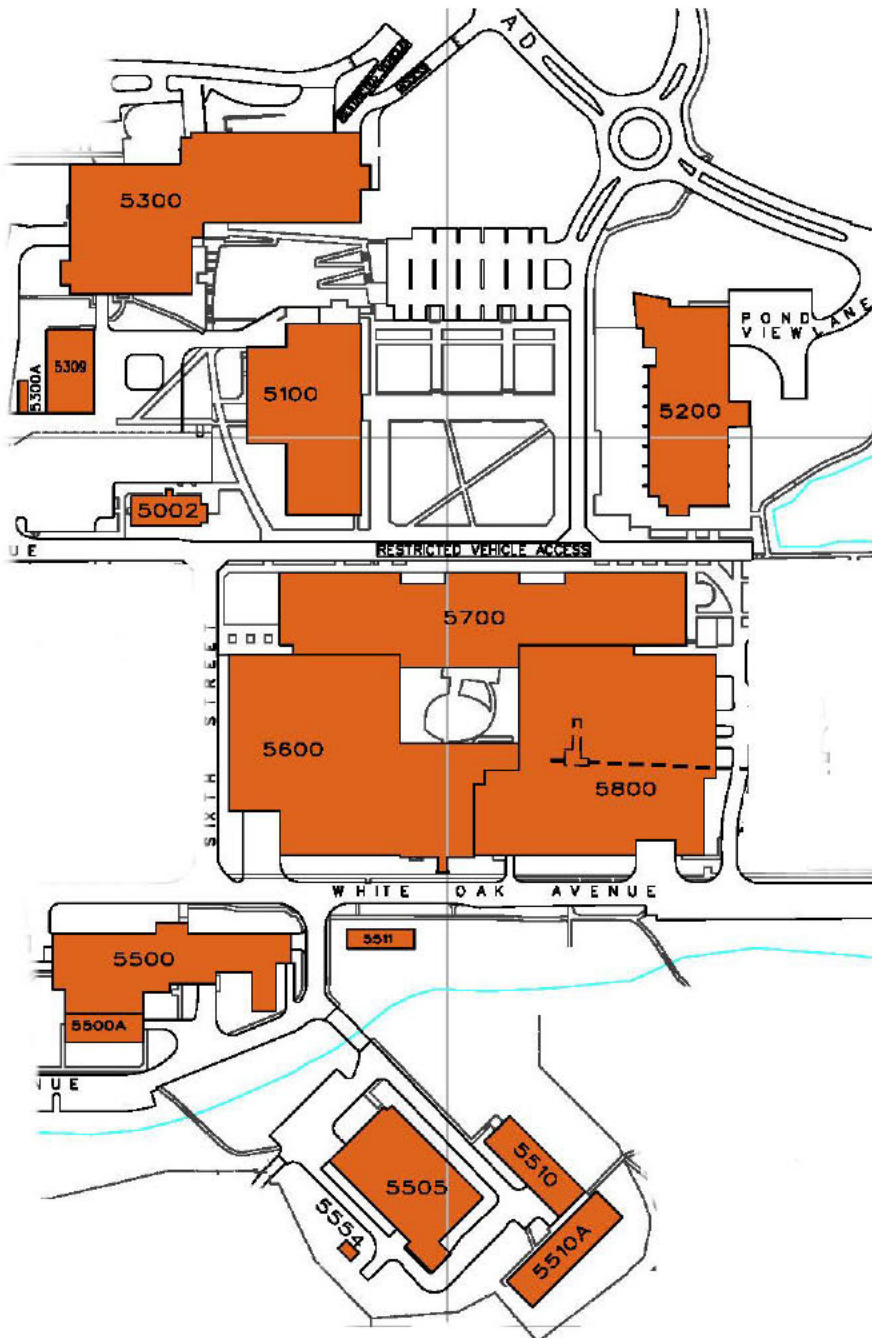 AD
5300
POND
VIEW LANE
5300A
5309
5100
5200
5002
UE
RESTRICTED VEHICLE ACCESS
5700
SIXTH STREET
5600
5800
WHITE OAK AVENUE
5511
5500
5500A
NUE
5510
5505
5554
5510A